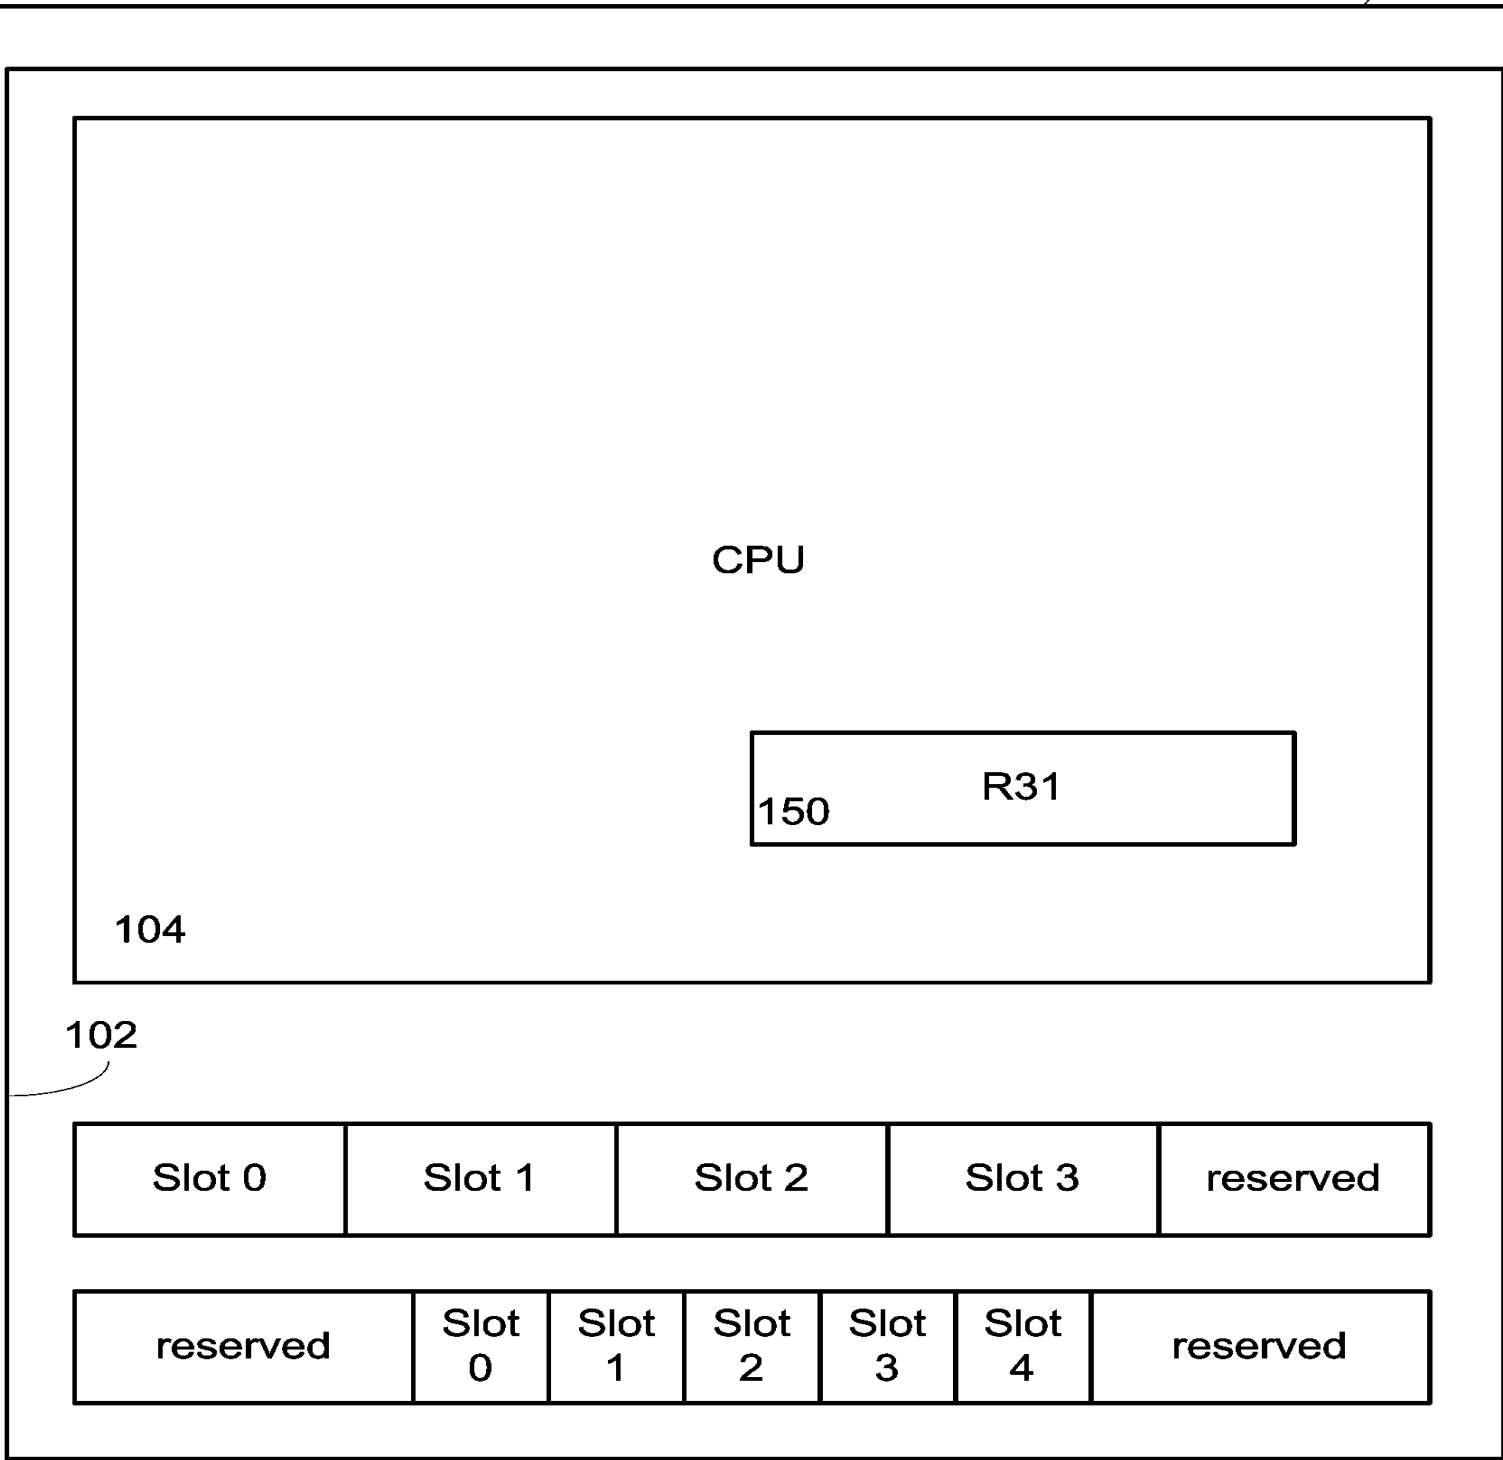 CPU
R31
150
104
102
Slot 0 Slot 1 Slot 2 Slot 3 reserved
reserved Slot 0 Slot 1 Slot 2 Slot 3 Slot 4 reserved